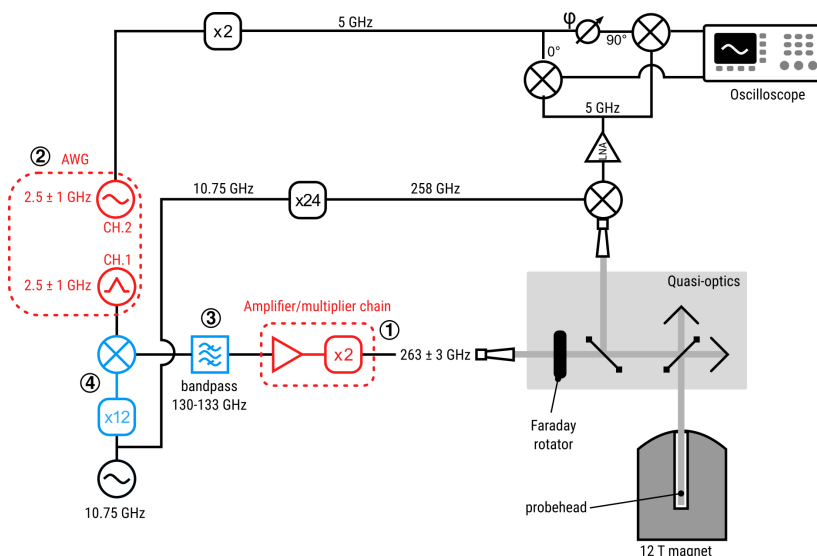 x2
5 GHz
φ
90°
0°
Oscilloscope
5 GHz
LNA
② AWG
2.5 ± 1 GHz
CH.2
10.75 GHz
x24
258 GHz
CH.1
2.5 ± 1 GHz
Quasi-optics
Amplifier/multiplier chain
③
①
x2
263 ± 3 GHz
bandpass
130-133 GHz
④
x12
Faraday
rotator
10.75 GHz
probehead
12 T magnet